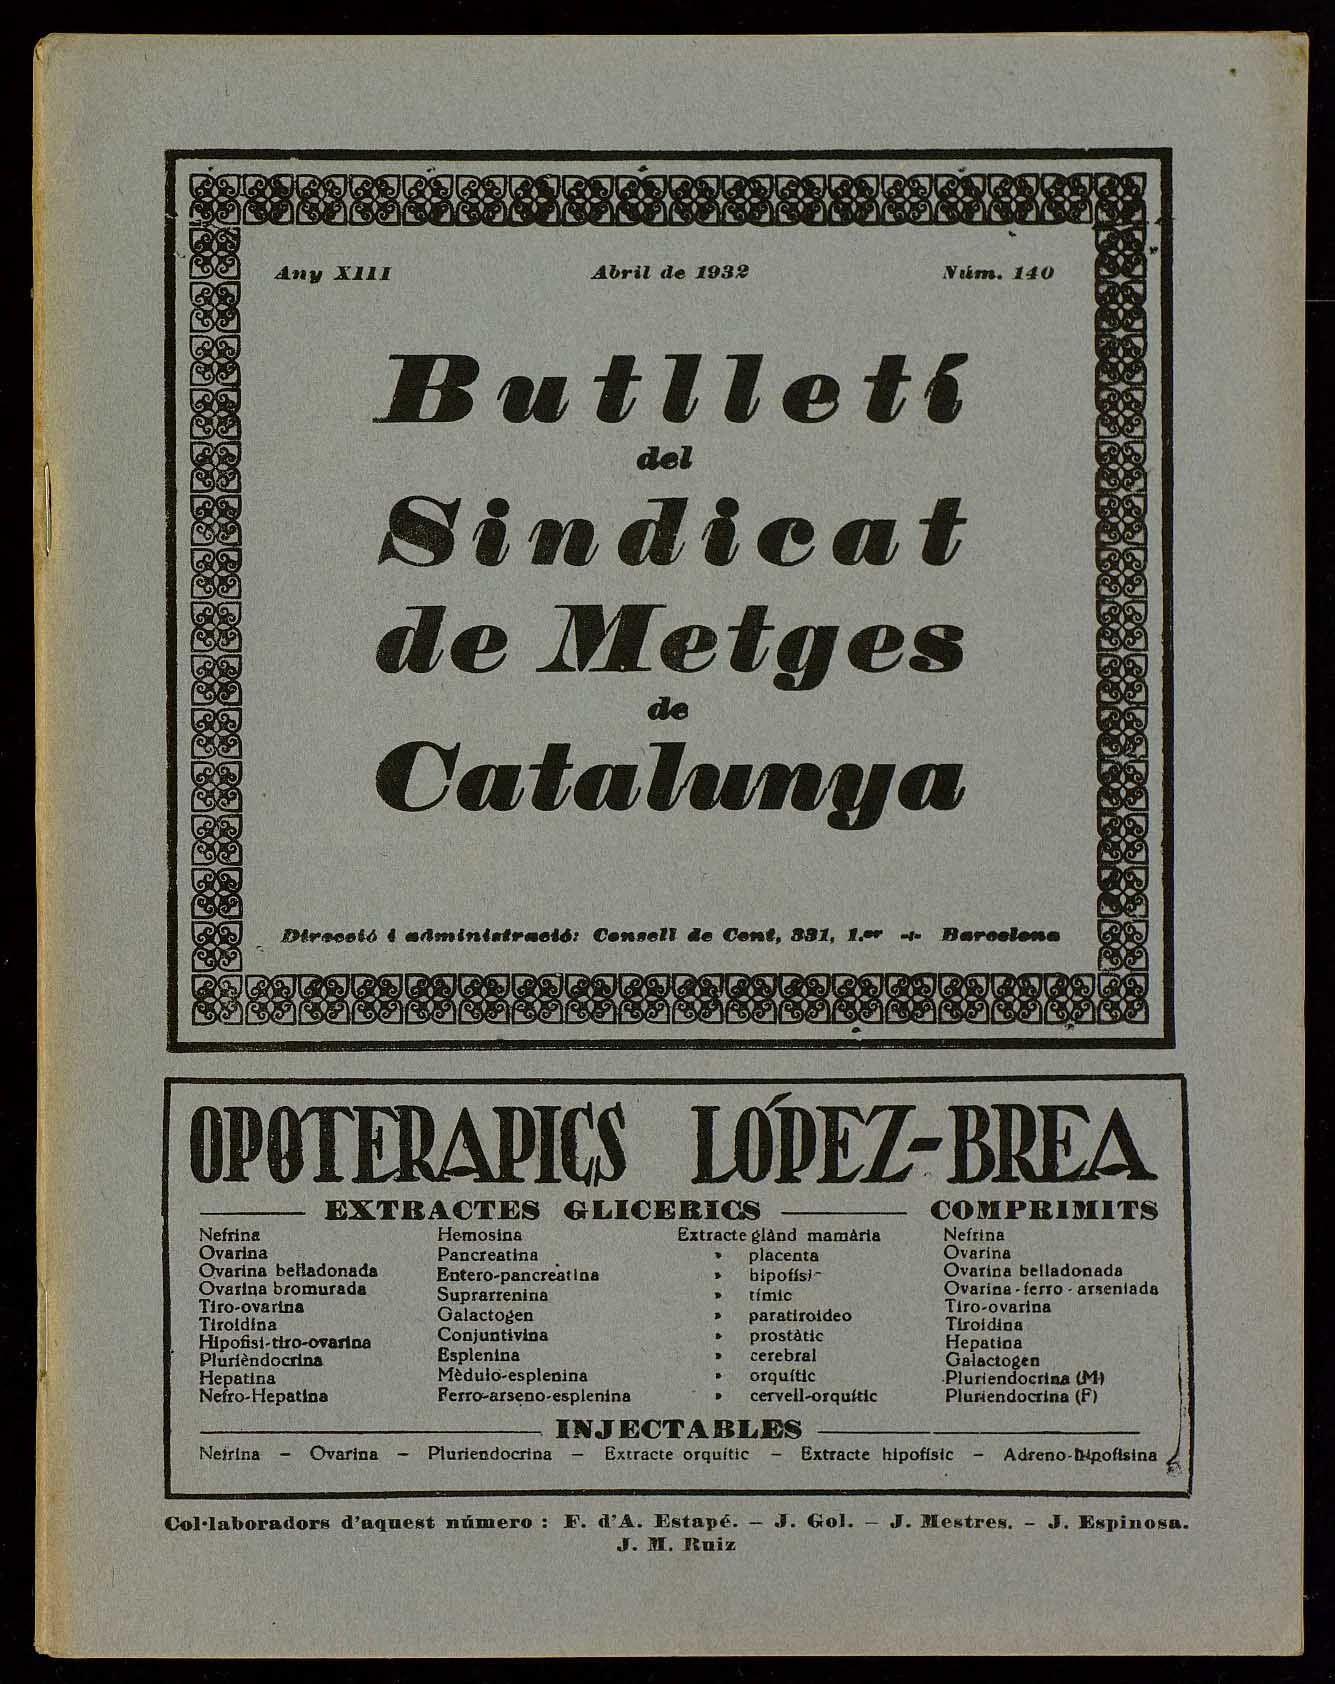 Any XIII Abril de 1932 Núm. 140
Butlletí
del
Sindicat
de Metges
de
Catalunya
Direcció i administració: Consell de Cent, 331, 1.er -:- Barcelona
OPOTERAPICS LÓPEZ-BREA
EXTRACTES GLICERICS
Nefrina
Ovarina
Ovarina belladonada
Ovarina bromurada
Tiro-ovarina
Tiroidina
Hipofisi-tiro-ovarina
Plurièndocrina
Hepatina
Nefro-Hepatina
Hemosina
Pancreatina
Entero-pancreàtina
Suprarrenina
Galactogen
Conjuntivina
Esplenina
Mèdulo-esplenina
Ferro-arseno-esplenina
Extracte glànd mamària
» placenta
» hipofísi
» tímic
» paratiroideo
» prostàtic
» cerebral
» orquític
» cervell-orquític
COMPRIMITS
Nefrina
Ovarina
Ovarina belladonada
Ovarina-ferro-arseniada
Tiro-ovarina
Tiroidina
Hepatina
Galactogen
Pluriendocrina (M)
Pluriendocrina (F)
INJECTABLES
Nefrina — Ovarina — Pluriendocrina — Extracte orquític — Extracte hipofísic — Adreno-hipofisina
Col·laboradors d'aquest número : F. d'A. Estapé. — J. Gol. — J. Mestres. — J. Espinosa.
J. M. Ruiz